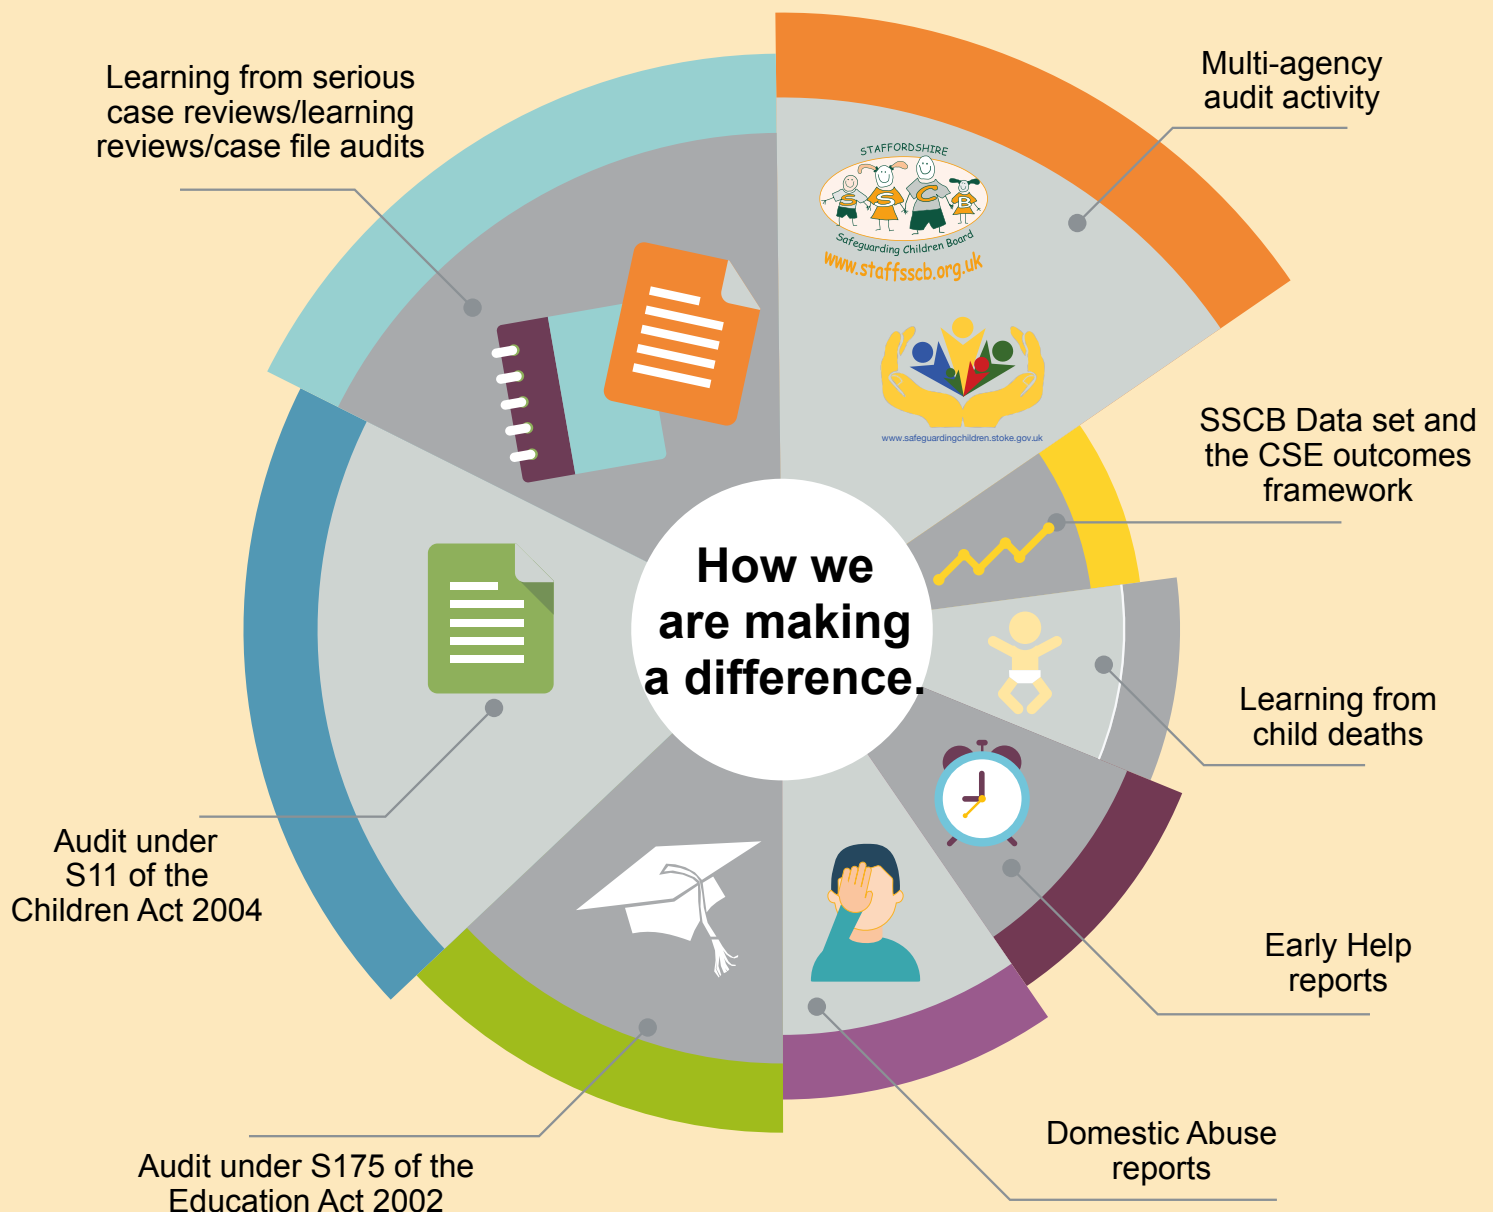 Learning from serious
case reviews/learning
reviews/case file audits
Multi-agency
audit activity
STAFFORDSHIRE
S S C B
Safeguarding Children Board
www.staffsscb.org.uk
www.safeguardingchildren.stoke.gov.uk
SSCB Data set and
the CSE outcomes
framework
How we
are making
a difference.
Learning from
child deaths
Audit under
S11 of the
Children Act 2004
Early Help
reports
Domestic Abuse
reports
Audit under S175 of the
Education Act 2002